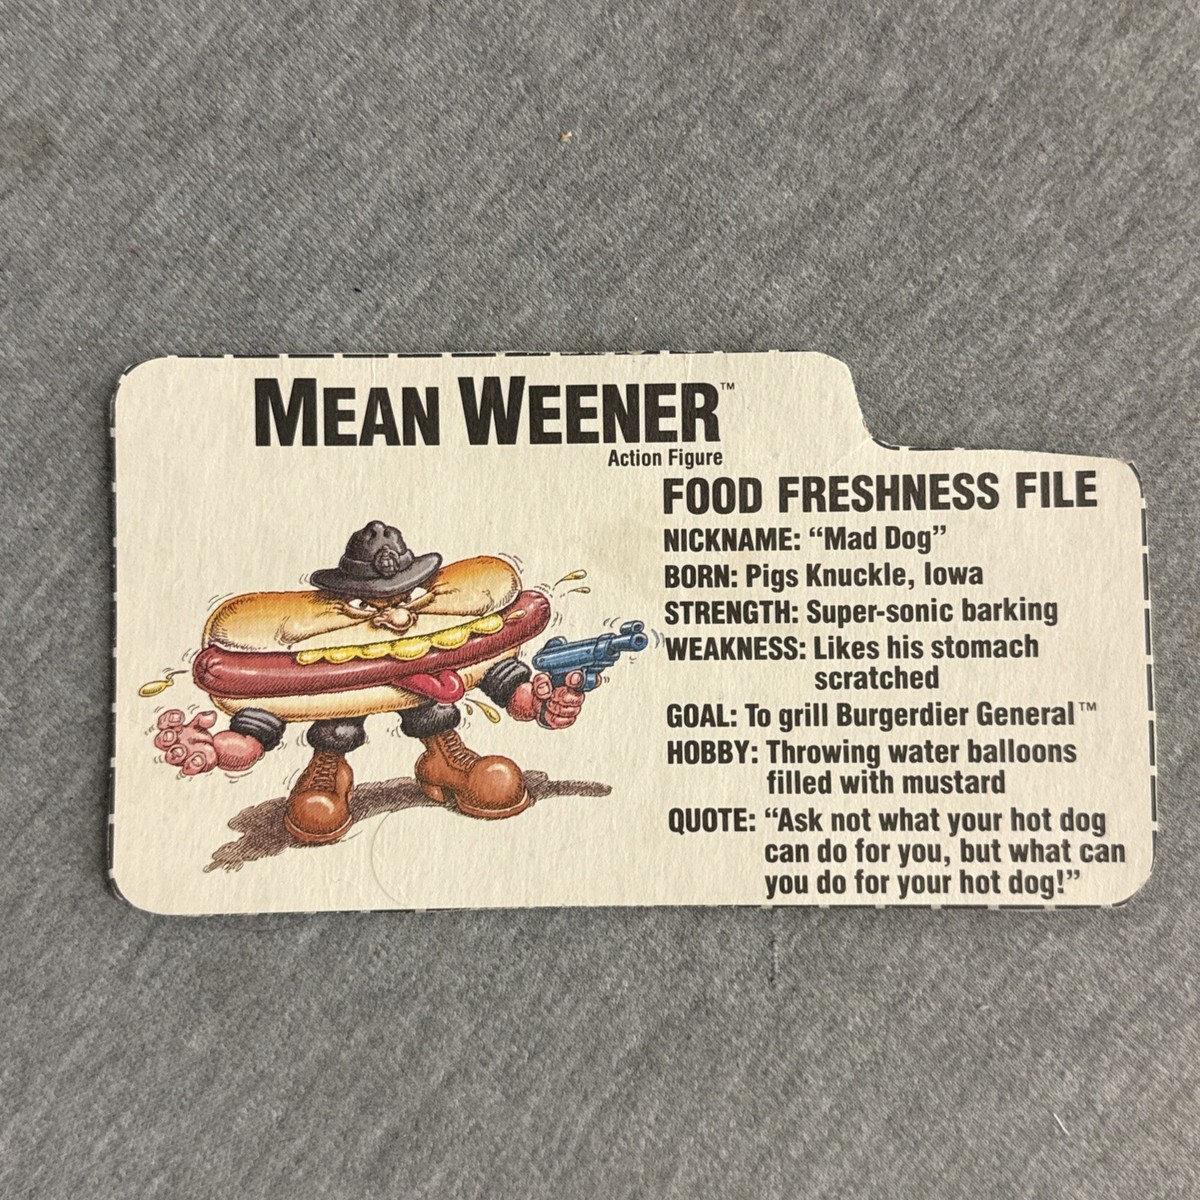 MEAN WEENER™
Action Figure
FOOD FRESHNESS FILE
NICKNAME: “Mad Dog”
BORN: Pigs Knuckle, Iowa
STRENGTH: Super-sonic barking
WEAKNESS: Likes his stomach
scratched
GOAL: To grill Burgerdier General™
HOBBY: Throwing water balloons
filled with mustard
QUOTE: “Ask not what your hot dog
can do for you, but what can
you do for your hot dog!”